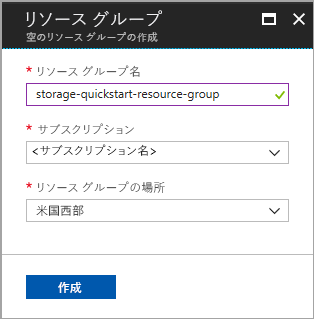 リソース グループ
空のリソース グループの作成
* リソース グループ名
storage-quickstart-resource-group
* サブスクリプション
<サブスクリプション名>
* リソース グループの場所
米国西部
作成